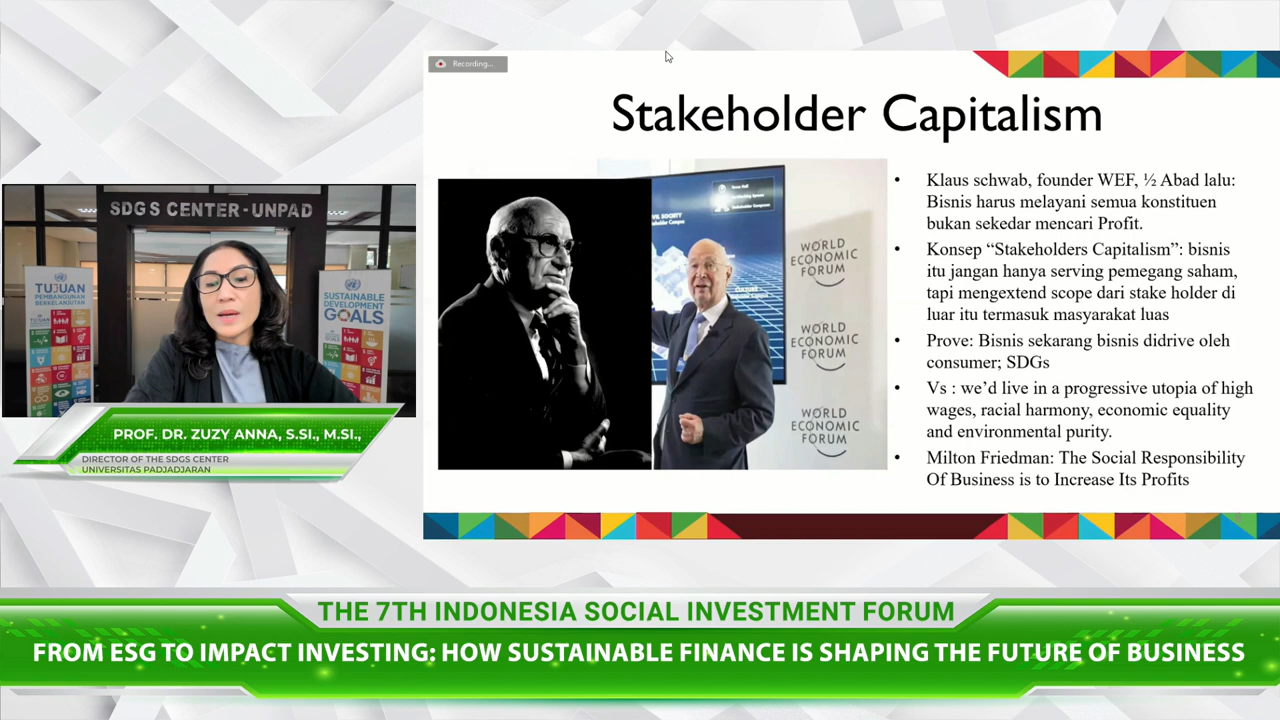 Recording...
Stakeholder Capitalism
SDGS CENTER-UNPAD
TUJUAN
PEMBANGUNAN
BERKELANJUTAN
SUSTAINABLE
DEVELOPMENT
GOALS
PROF. DR. ZUZY ANNA, S.SI., M.SI.,
DIRECTOR OF THE SDGS CENTER
UNIVERSITAS PADJADJARAN
CIVIL SOCIETY
WORLD
ECONOMIC
FORUM
WORLD
ECONOMIC
FORUM
WORLD
ECONOMIC
FORUM
• Klaus schwab, founder WEF, ½ Abad lalu:
Bisnis harus melayani semua konstituen
bukan sekedar mencari Profit.
• Konsep “Stakeholders Capitalism”: bisnis
itu jangan hanya serving pemegang saham,
tapi mengextend scope dari stake holder di
luar itu termasuk masyarakat luas
• Prove: Bisnis sekarang bisnis didrive oleh
consumer; SDGs
• Vs : we’d live in a progressive utopia of high
wages, racial harmony, economic equality
and environmental purity.
• Milton Friedman: The Social Responsibility
Of Business is to Increase Its Profits
THE 7TH INDONESIA SOCIAL INVESTMENT FORUM
FROM ESG TO IMPACT INVESTING: HOW SUSTAINABLE FINANCE IS SHAPING THE FUTURE OF BUSINESS